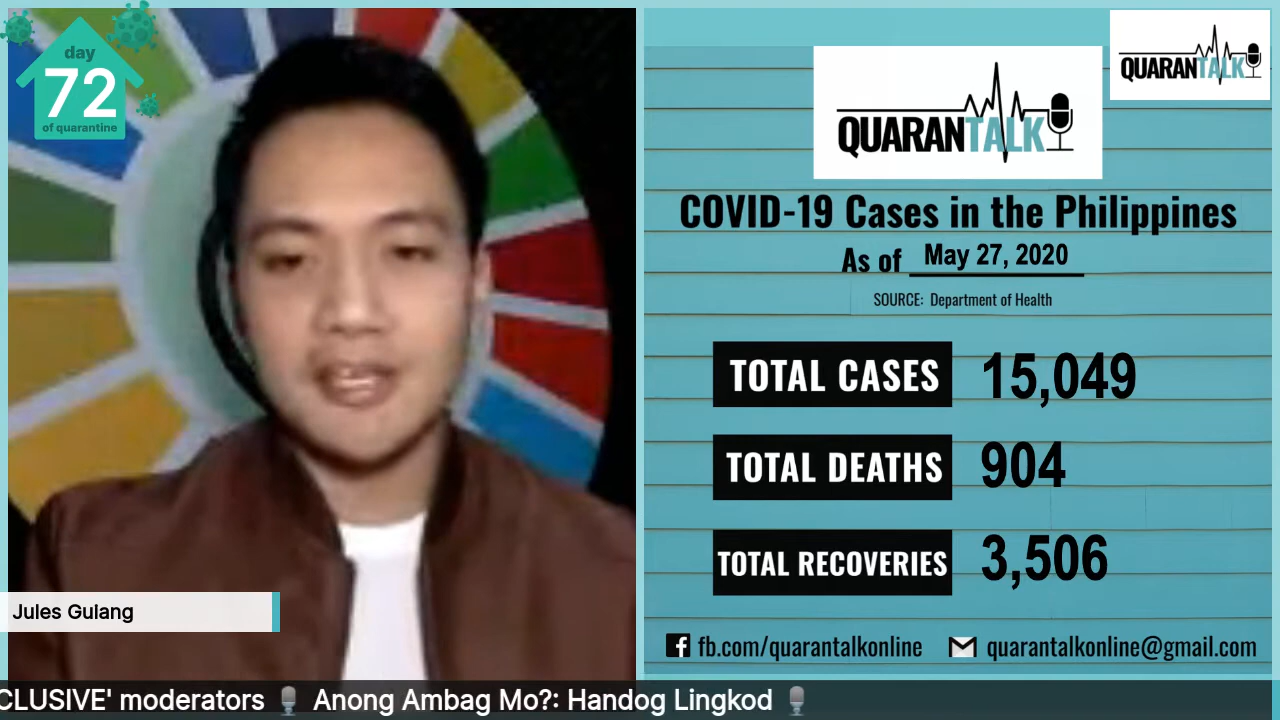 day
72
of quarantine
QUARANTALK
QUARANTALK
COVID-19 Cases in the Philippines
As of May 27, 2020
SOURCE: Department of Health
TOTAL CASES 15,049
TOTAL DEATHS 904
TOTAL RECOVERIES 3,506
fb.com/quarantalkonline quarantalkonline@gmail.com
Jules Gulang
CLUSIVE' moderators 🎙️ Anong Ambag Mo?: Handog Lingkod 🎙️